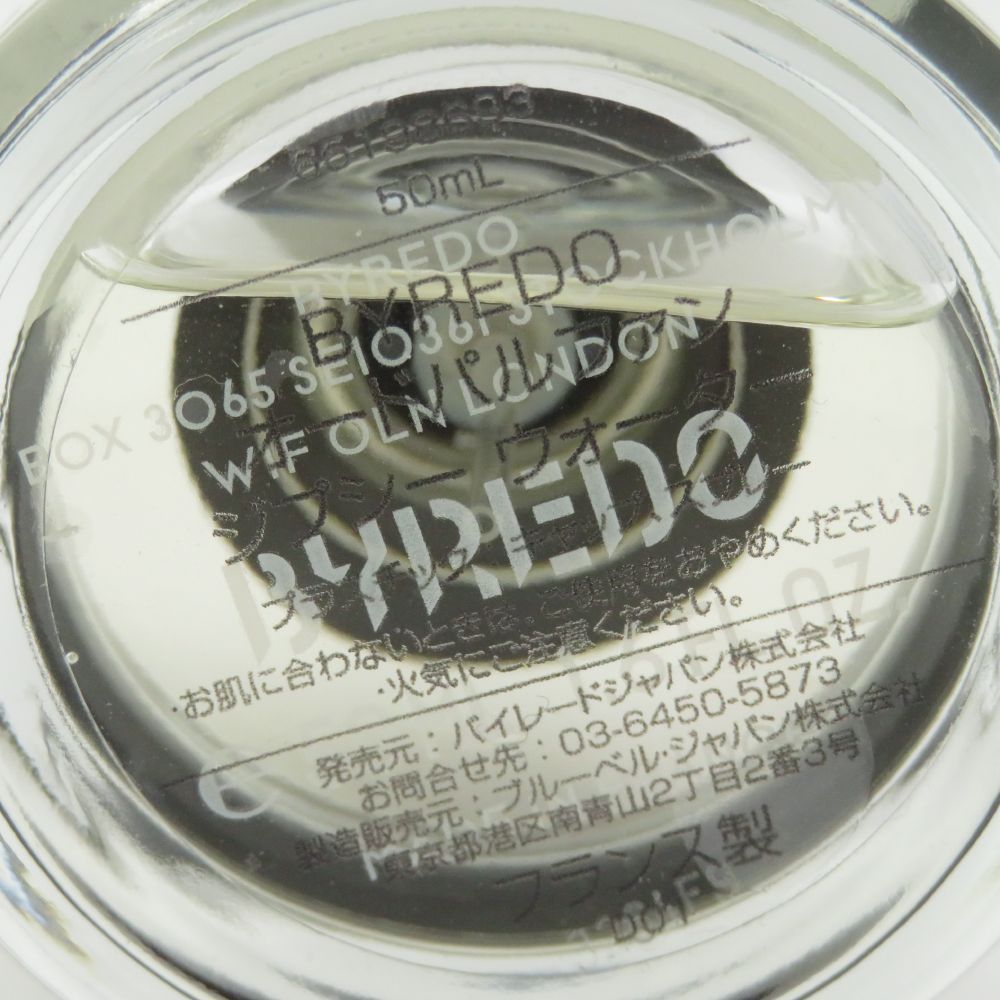 50mL
BYREDO
オードパルファン
ジプシー ウォーター
・お肌に合わないときは、ご使用をおやめください。
・火気にご注意ください。
発売元:バイレードジャパン株式会社
お問合せ先:03-6450-5873
製造販売元:ブルーベル・ジャパン株式会社
東京都港区南青山2丁目2番3号
フランス製
BYREDO
BOX 3065 SE10361 STOCKHOLM
W1F OLN LONDON
BYREDO